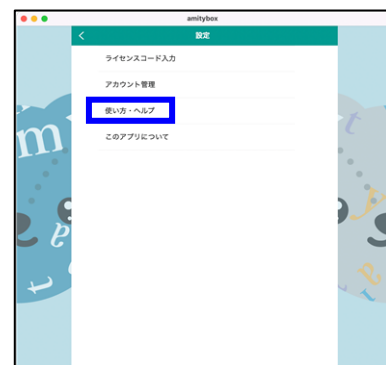 amitybox
設定
ライセンスコード入力
アカウント管理
使い方・ヘルプ
このアプリについて
m
a
t
t
y
a